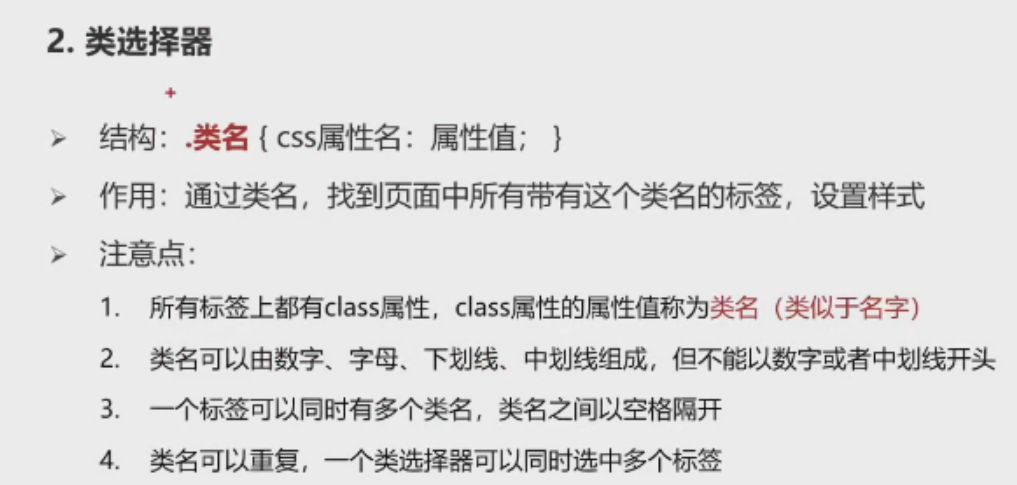 2. 类选择器
结构：.类名 { css属性名：属性值； }
作用：通过类名，找到页面中所有带有这个类名的标签，设置样式
注意点：
1. 所有标签上都有class属性，class属性的属性值称为类名（类似于名字）
2. 类名可以由数字、字母、下划线、中划线组成，但不能以数字或者中划线开头
3. 一个标签可以同时有多个类名，类名之间以空格隔开
4. 类名可以重复，一个类选择器可以同时选中多个标签